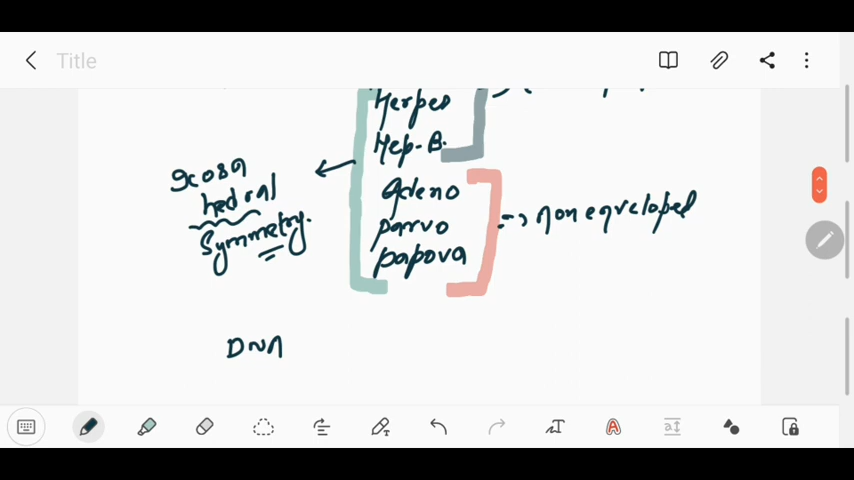 Title
Herpes
Hep-B.
Adeno
parvo
papova
Icosa
hedral
Symmetry.
non enveloped
DNA